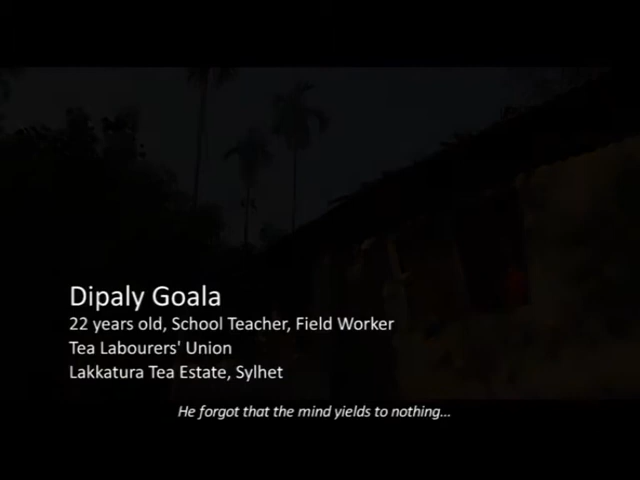 Dipaly Goala
22 years old, School Teacher, Field Worker
Tea Labourers' Union
Lakkatura Tea Estate, Sylhet
He forgot that the mind yields to nothing...